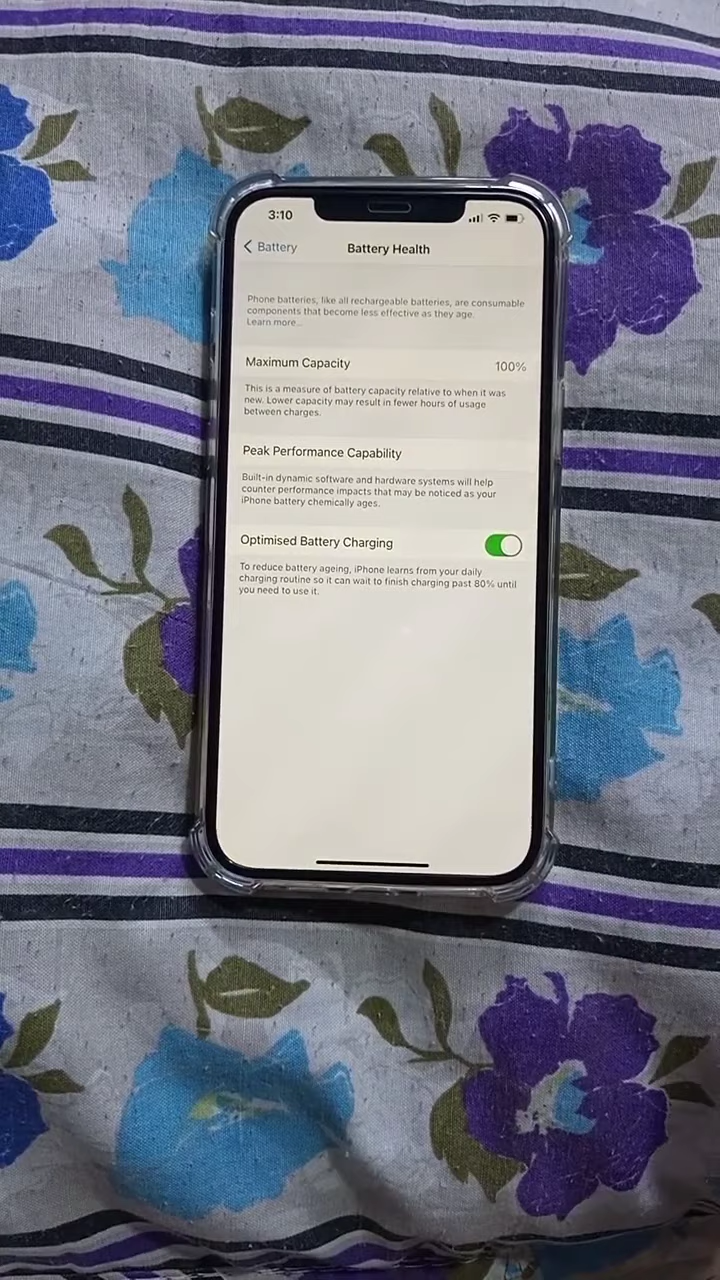 3:10
Battery
Battery Health
Phone batteries, like all rechargeable batteries, are consumable
components that become less effective as they age.
Learn more...
Maximum Capacity 100%
This is a measure of battery capacity relative to when it was
new. Lower capacity may result in fewer hours of usage
between charges.
Peak Performance Capability
Built-in dynamic software and hardware systems will help
counter performance impacts that may be noticed as your
iPhone battery chemically ages.
Optimised Battery Charging
To reduce battery ageing, iPhone learns from your daily
charging routine so it can wait to finish charging past 80% until
you need to use it.